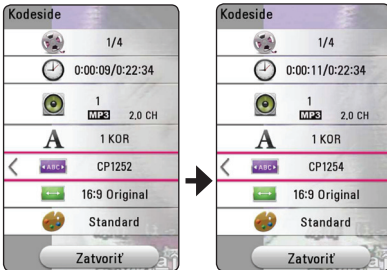 Kodeside
1/4
0:00:09/0:22:34
1
MP3 2,0 CH
A 1 KOR
ABC CP1252
16:9 Original
Standard
Zatvoriť
Kodeside
1/4
0:00:11/0:22:34
1
MP3 2,0 CH
A 1 KOR
ABC CP1254
16:9 Original
Standard
Zatvoriť